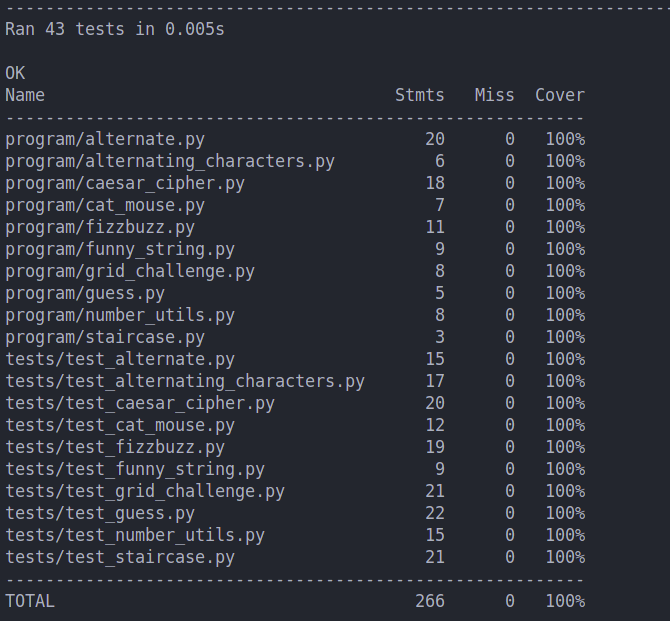 ----------------------------------------------------------------------
Ran 43 tests in 0.005s
OK
Name                                   Stmts   Miss  Cover
----------------------------------------------------------
program/alternate.py                      20      0   100%
program/alternating_characters.py          6      0   100%
program/caesar_cipher.py                  18      0   100%
program/cat_mouse.py                       7      0   100%
program/fizzbuzz.py                       11      0   100%
program/funny_string.py                    9      0   100%
program/grid_challenge.py                  8      0   100%
program/guess.py                           5      0   100%
program/number_utils.py                    8      0   100%
program/staircase.py                       3      0   100%
tests/test_alternate.py                   15      0   100%
tests/test_alternating_characters.py      17      0   100%
tests/test_caesar_cipher.py               20      0   100%
tests/test_cat_mouse.py                   12      0   100%
tests/test_fizzbuzz.py                    19      0   100%
tests/test_funny_string.py                 9      0   100%
tests/test_grid_challenge.py              21      0   100%
tests/test_guess.py                       22      0   100%
tests/test_number_utils.py                15      0   100%
tests/test_staircase.py                   21      0   100%
----------------------------------------------------------
TOTAL                                    266      0   100%